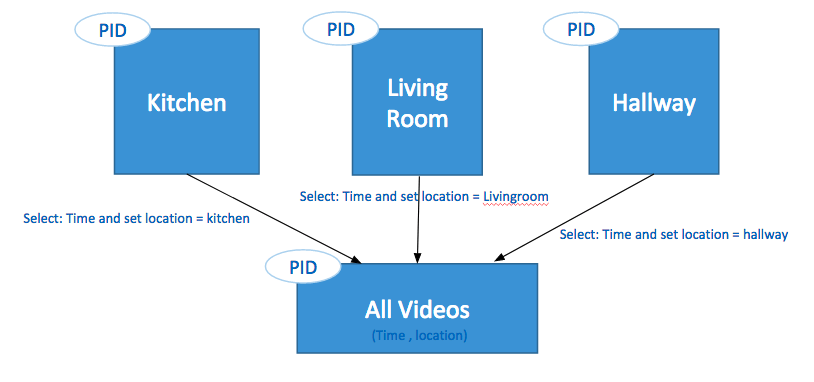 PID
PID
PID
Kitchen
Living
Room
Hallway
Select: Time and set location = Livingroom
Select: Time and set location = kitchen
Select: Time and set location = hallway
PID
All Videos
(Time , location)